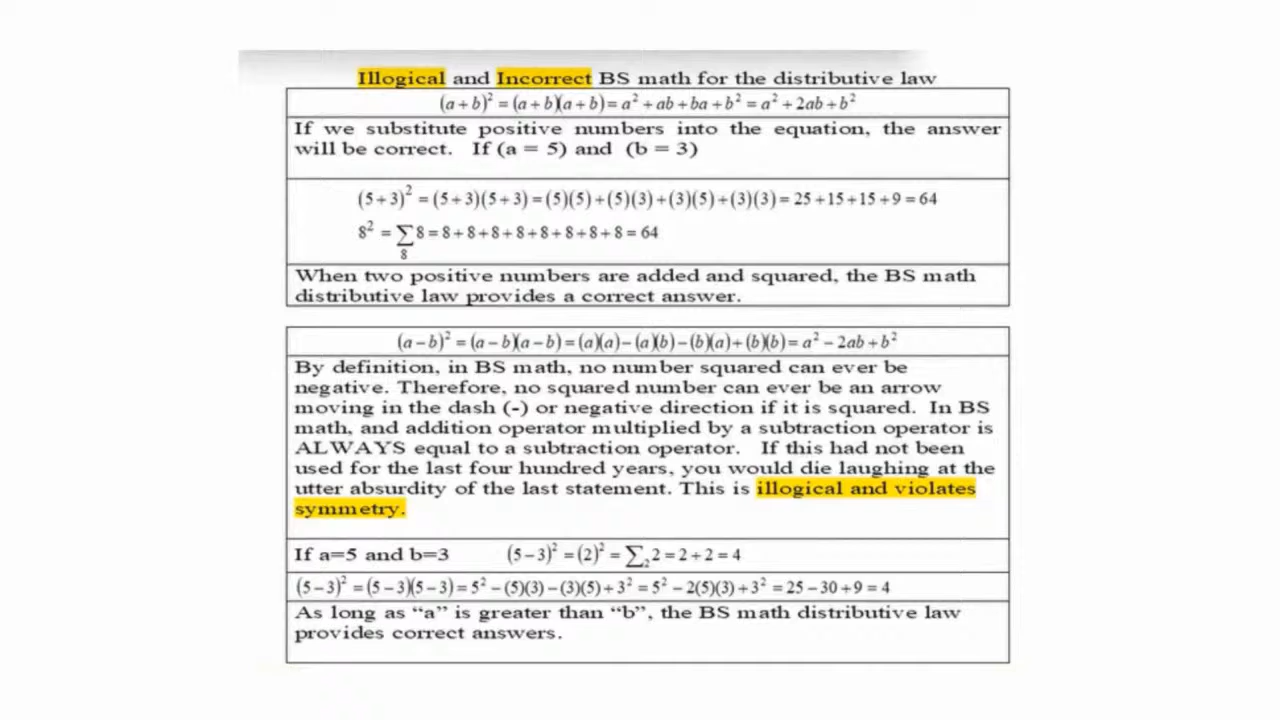 Illogical and Incorrect BS math for the distributive law
(a + b)² = (a + b)(a + b) = a² + ab + ba + b² = a² + 2ab + b²
If we substitute positive numbers into the equation, the answer
will be correct. If (a = 5) and (b = 3)
(5 + 3)² = (5 + 3)(5 + 3) = (5)(5) + (5)(3) + (3)(5) + (3)(3) = 25 + 15 + 15 + 9 = 64
8² = ∑8 = 8 + 8 + 8 + 8 + 8 + 8 + 8 + 8 = 64
8
When two positive numbers are added and squared, the BS math
distributive law provides a correct answer.
(a − b)² = (a − b)(a − b) = (a)(a) − (a)(b) − (b)(a) + (b)(b) = a² − 2ab + b²
By definition, in BS math, no number squared can ever be
negative. Therefore, no squared number can ever be an arrow
moving in the dash (-) or negative direction if it is squared. In BS
math, and addition operator multiplied by a subtraction operator is
ALWAYS equal to a subtraction operator. If this had not been
used for the last four hundred years, you would die laughing at the
utter absurdity of the last statement. This is illogical and violates
symmetry.
If a=5 and b=3 (5 − 3)² = (2)² = ∑₂2 = 2 + 2 = 4
(5 − 3)² = (5 − 3)(5 − 3) = 5² − (5)(3) − (3)(5) + 3² = 5² − 2(5)(3) + 3² = 25 − 30 + 9 = 4
As long as “a” is greater than “b”, the BS math distributive law
provides correct answers.